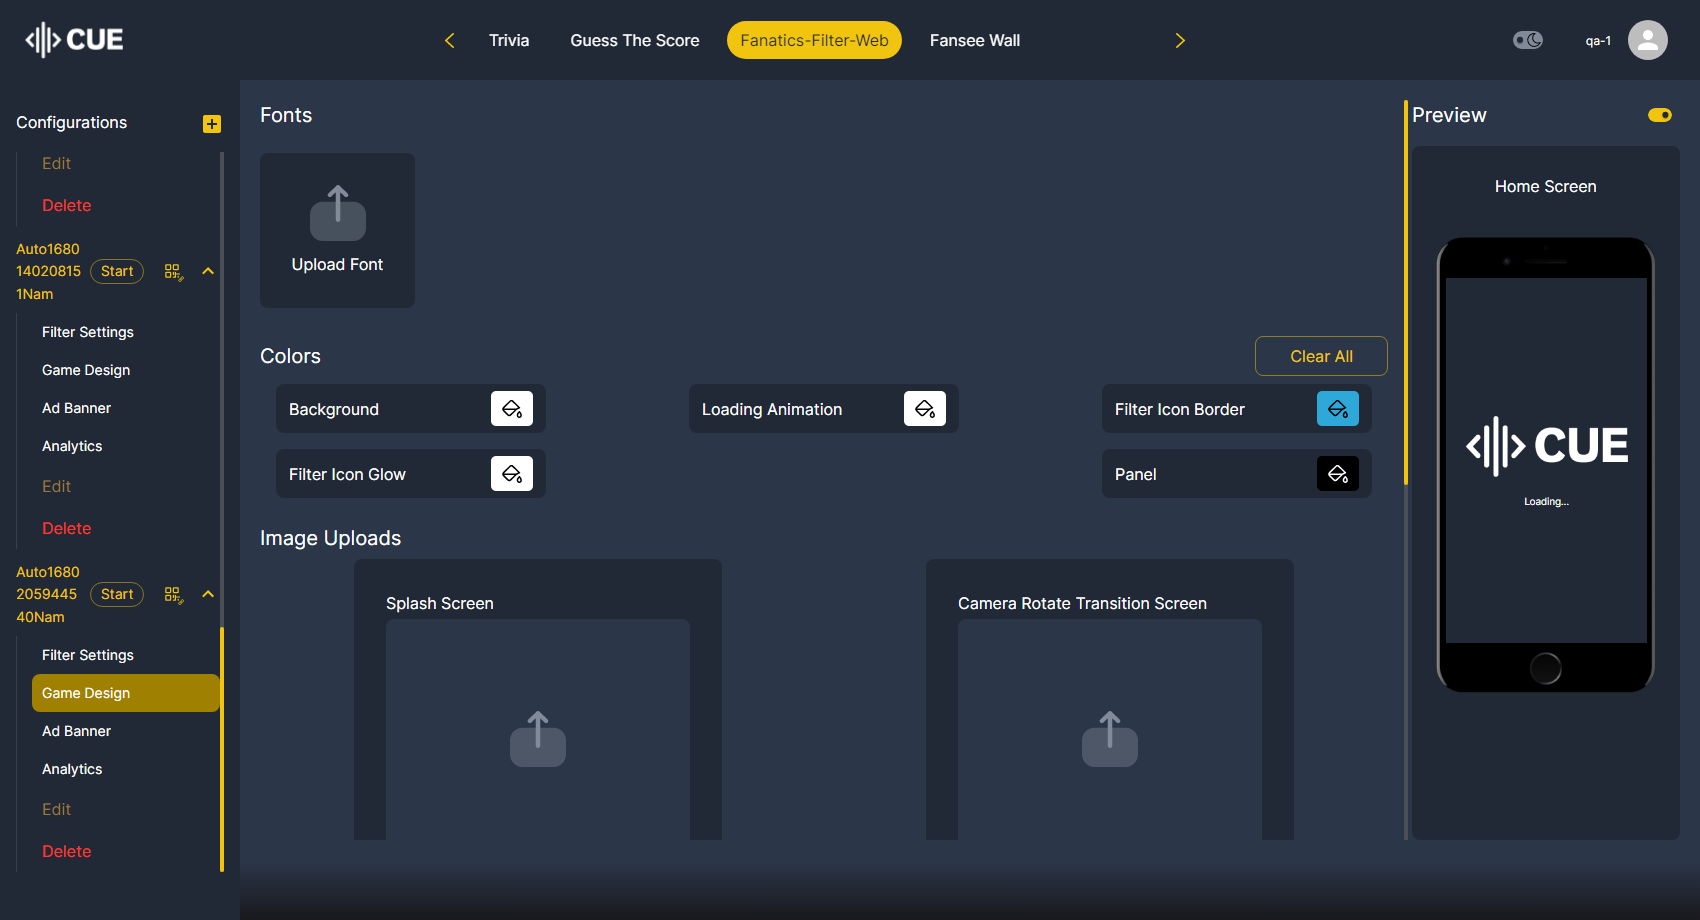 CUE
Trivia
Guess The Score
Fanatics-Filter-Web
Fansee Wall
qa-1
Configurations
Edit
Delete
Auto1680
14020815
1Nam
Start
Filter Settings
Game Design
Ad Banner
Analytics
Edit
Delete
Auto1680
2059445
40Nam
Start
Filter Settings
Game Design
Ad Banner
Analytics
Edit
Delete
Fonts
Upload Font
Colors
Clear All
Background
Loading Animation
Filter Icon Border
Filter Icon Glow
Panel
Image Uploads
Splash Screen
Camera Rotate Transition Screen
Preview
Home Screen
CUE
Loading...